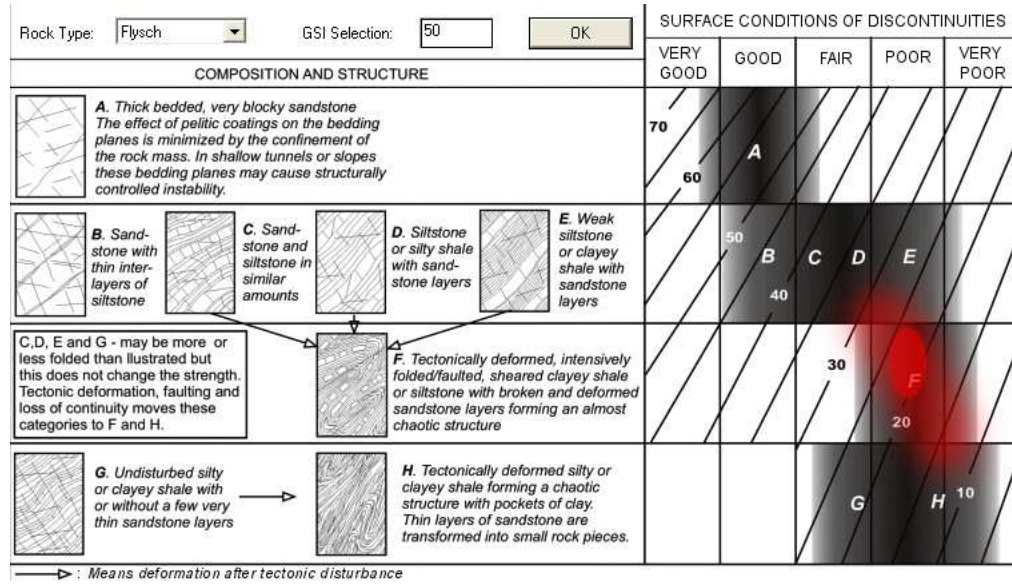 Rock Type: Flysch GSI Selection: 50 OK
SURFACE CONDITIONS OF DISCONTINUITIES
VERY GOOD
GOOD
FAIR
POOR
VERY POOR
COMPOSITION AND STRUCTURE
A. Thick bedded, very blocky sandstone
The effect of pelitic coatings on the bedding
planes is minimized by the confinement
of the rock mass. In shallow tunnels or slopes
these bedding planes may cause structurally
controlled instability.
70
60
A
B. Sand-
stone with
thin inter-
layers of
siltstone
C. Sand-
stone and
siltstone in
similar
amounts
D. Siltstone
or silty shale
with sand-
stone layers
E. Weak
siltstone
or clayey
shale with
sandstone
layers
50
B C D E
40
C,D, E and G - may be more or
less folded than llustrated but
this does not change the strength.
Tectonic deformation, faulting and
loss of continuity moves these
categories to F and H.
F. Tectonically deformed, intensively
folded/faulted, sheared clayey shale
or siltstone with broken and deformed
sandstone layers forming an almost
chaotic structure
30
F
20
G. Undisturbed silty
or clayey shale with
or without a few very
thin sandstone layers
H. Tectonically deformed silty or
clayey shale forming a chaotic
structure with pockets of clay.
Thin layers of sandstone are
transformed into small rock pieces.
G H 10
: Means deformation after tectonic disturbance